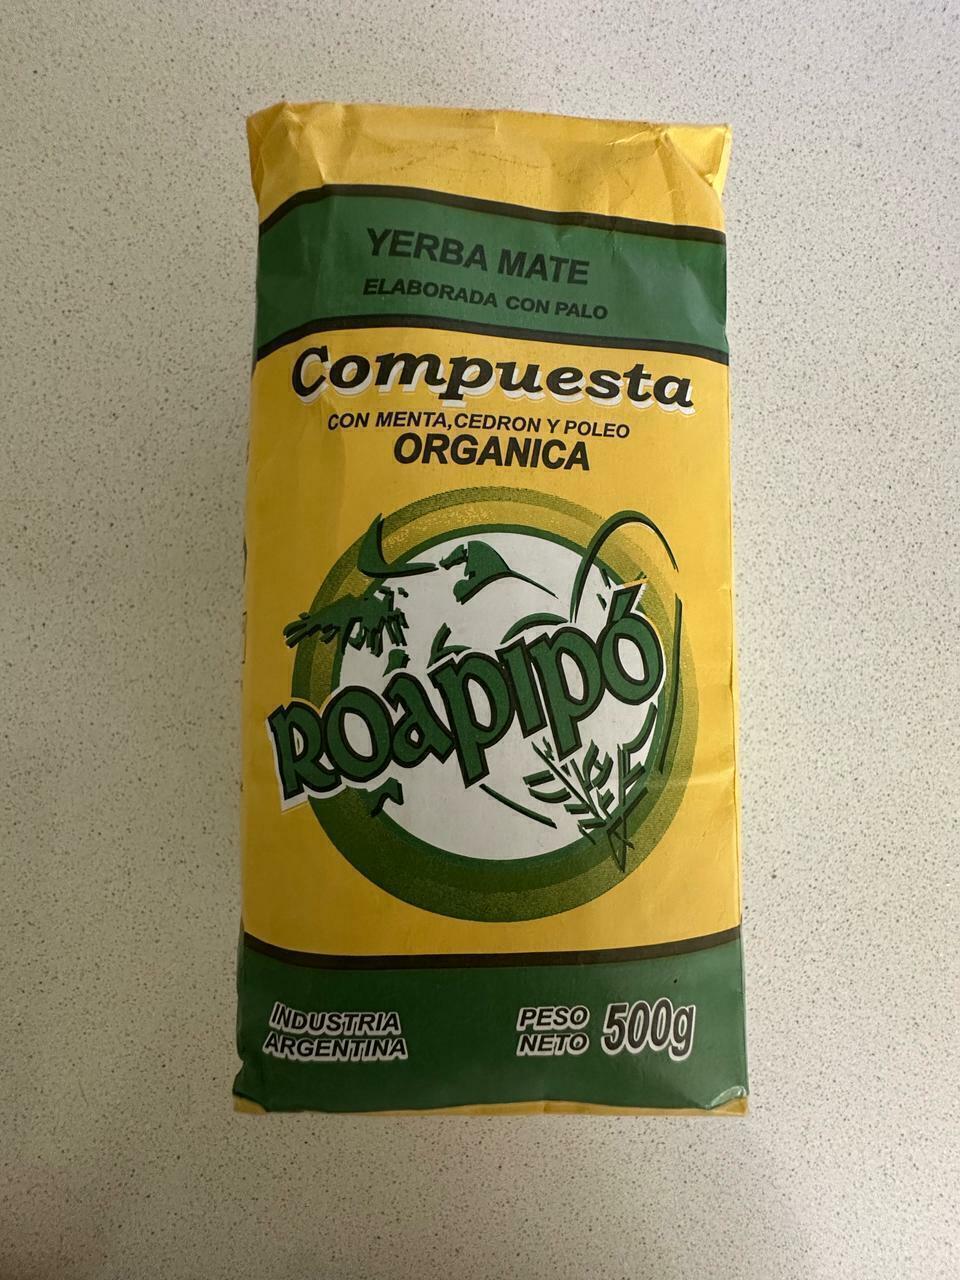 YERBA MATE
ELABORADA CON PALO
Compuesta
CON MENTA, CEDRON Y POLEO
ORGANICA
ROAPIPÓ
INDUSTRIA
ARGENTINA
PESO
NETO 500g